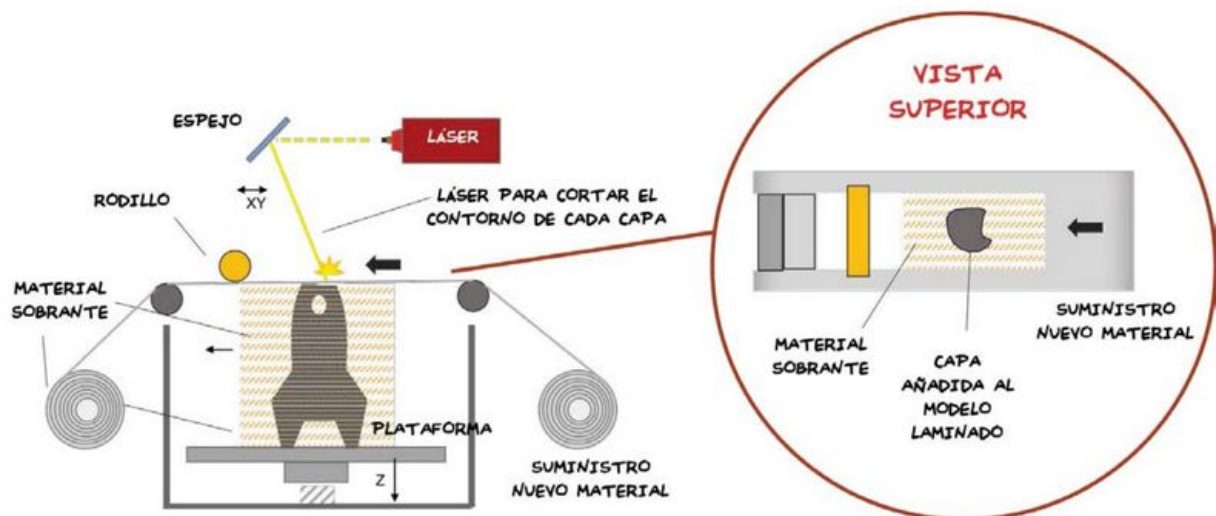 ESPEJO
LÁSER
XY
RODILLO
LÁSER PARA CORTAR EL
CONTORNO DE CADA CAPA
MATERIAL
SOBRANTE
PLATAFORMA
Z
SUMINISTRO
NUEVO MATERIAL
VISTA
SUPERIOR
MATERIAL
SOBRANTE
CAPA
AÑADIDA AL
MODELO
LAMINADO
SUMINISTRO
NUEVO MATERIAL